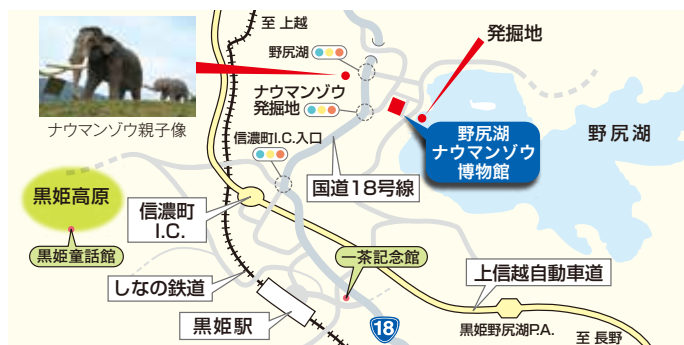 至 上越
野尻湖
発掘地
ナウマンゾウ
発掘地
ナウマンゾウ親子像
信濃町I.C.入口
野尻湖
ナウマンゾウ
博物館
野尻湖
国道18号線
黒姫高原
信濃町
I.C.
黒姫童話館
一茶記念館
しなの鉄道
上信越自動車道
黒姫駅
18
黒姫野尻湖P.A.
至 長野